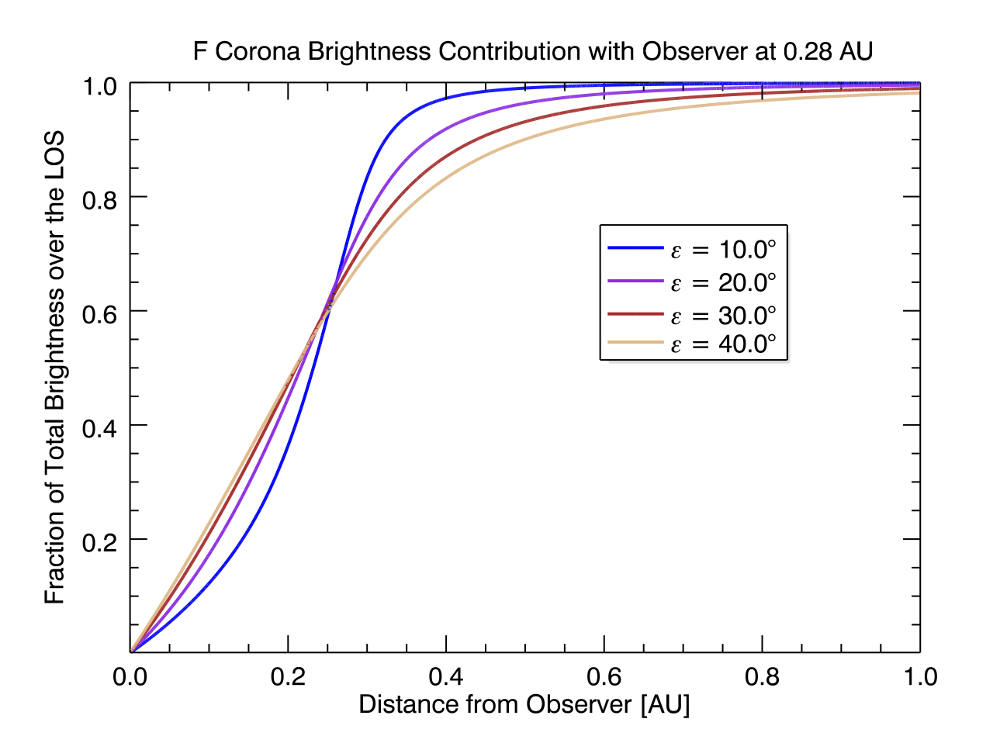 F Corona Brightness Contribution with Observer at 0.28 AU
Fraction of Total Brightness over the LOS
1.0
0.8
0.6
0.4
0.2
ε = 10.0°
ε = 20.0°
ε = 30.0°
ε = 40.0°
0.0 0.2 0.4 0.6 0.8 1.0
Distance from Observer [AU]